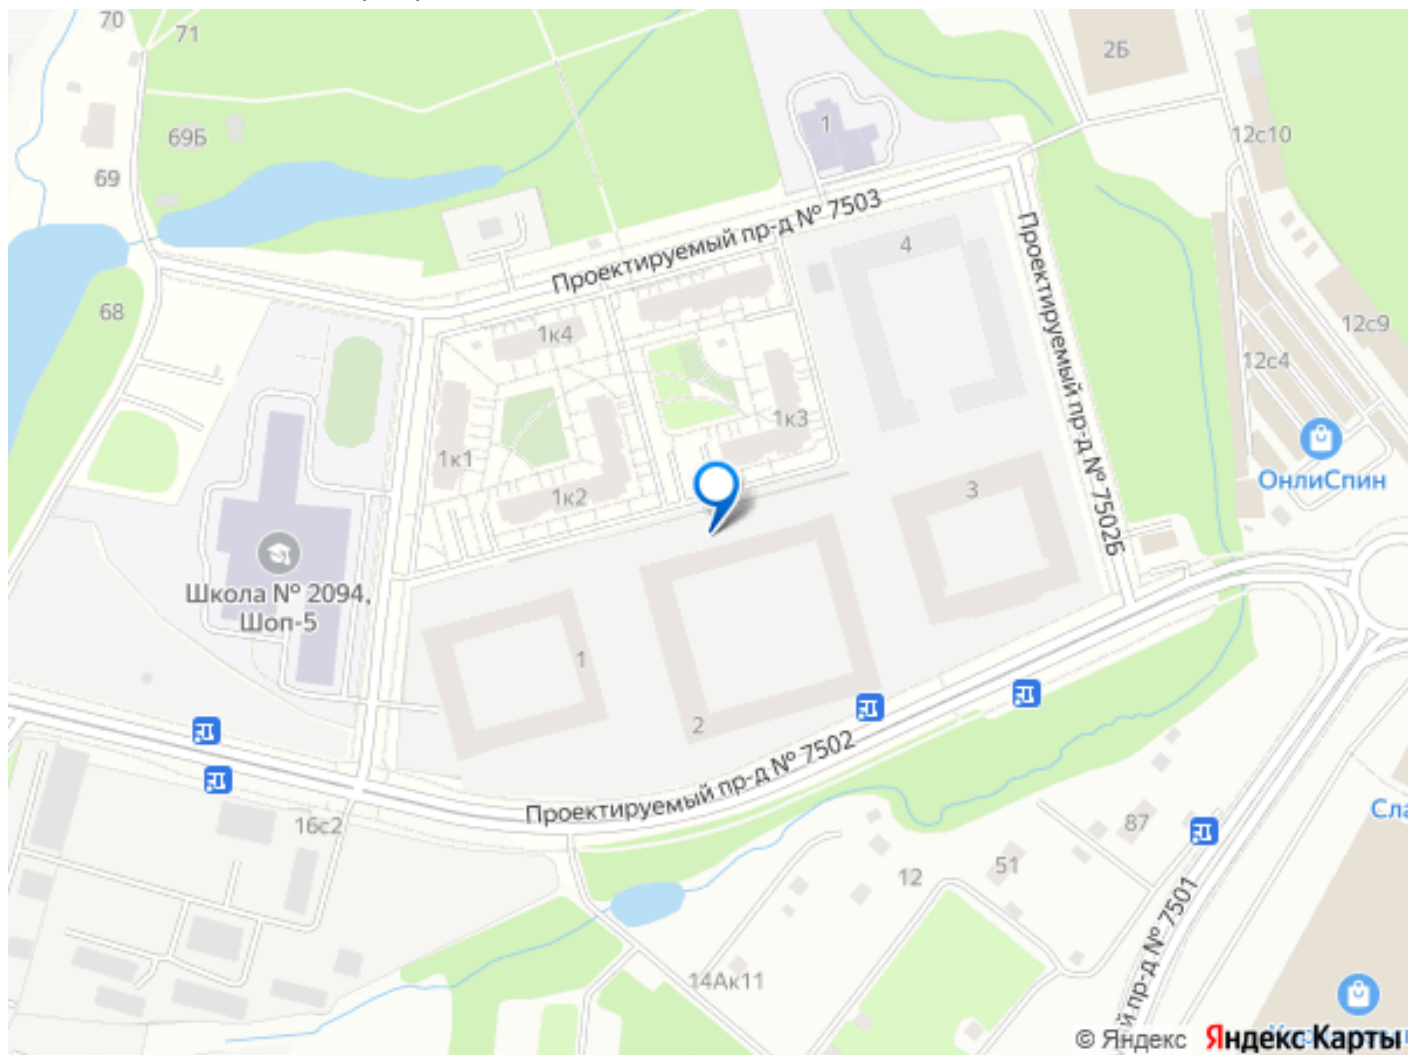 70
71
2Б
69Б
1
12с10
69
Проектируемый пр-д № 7503
4
68
1к4
12с9
12с4
Проектируемый пр-д № 7502Б
1к3
1к1
1к2
3
ОнлиСпин
Школа № 2094,
Шоп-5
1
2
Проектируемый пр-д № 7502
16с2
87
Сла
51
12
й пр-д № 7501
14Ак11
© Яндекс
Яндекс Карты